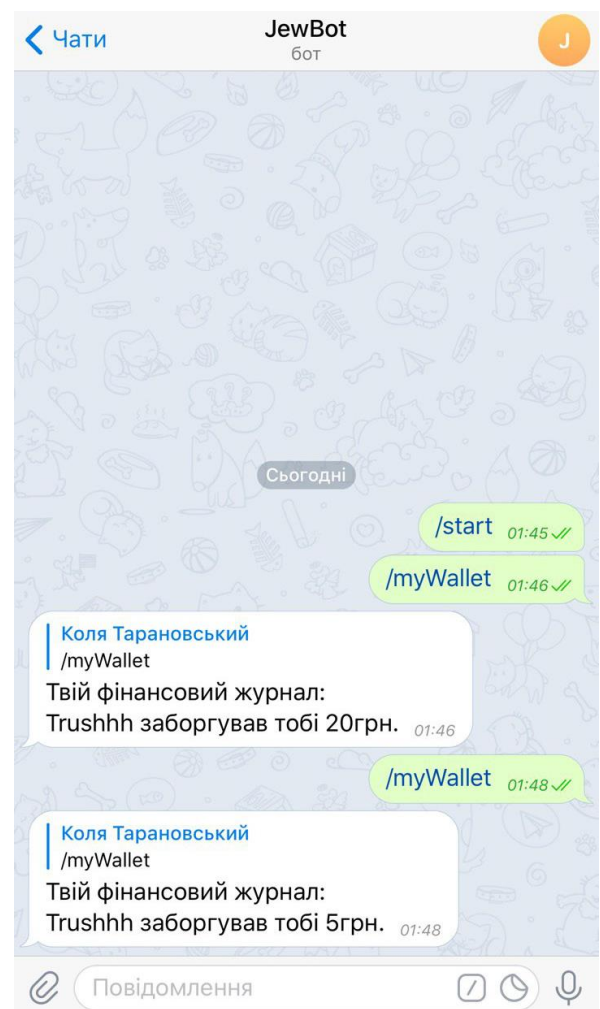 Чати
JewBot
бот
J
Сьогодні
/start 01:45
/myWallet 01:46
Коля Тарановський
/myWallet
Твій фінансовий журнал:
Trushhh заборгував тобі 20грн. 01:46
/myWallet 01:48
Коля Тарановський
/myWallet
Твій фінансовий журнал:
Trushhh заборгував тобі 5грн. 01:48
Повідомлення